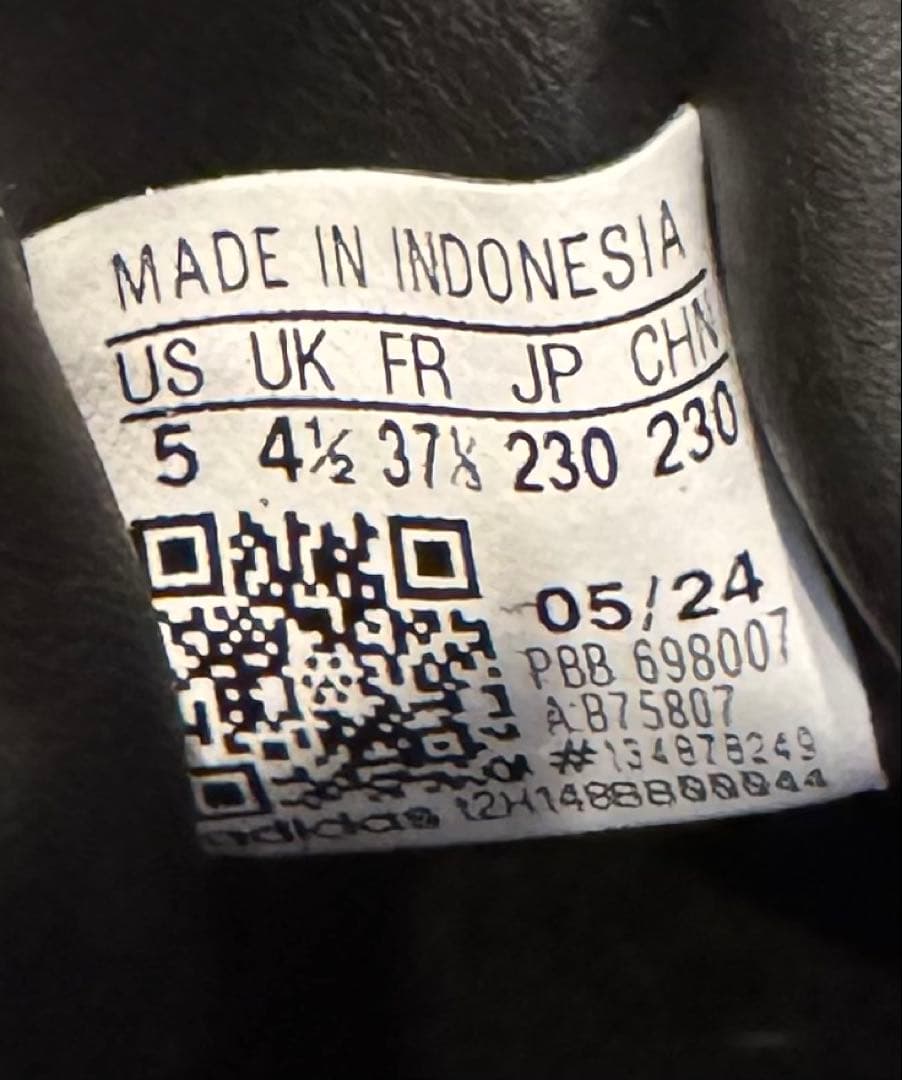 MADE IN INDONESIA
US UK FR JP CHN
5 4½ 37⅓ 230 230
05/24
PBB 698007
A:B75807
#134878249
adidas